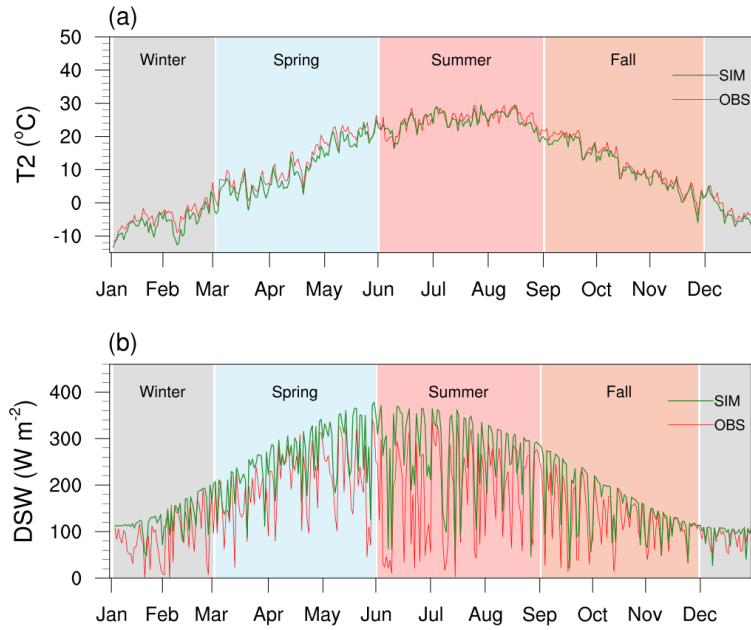 (a)
T2 (°C)
50
40
30
20
10
0
-10
Winter
Spring
Summer
Fall
SIM
OBS
Jan Feb Mar Apr May Jun Jul Aug Sep Oct Nov Dec
(b)
DSW (W m⁻²)
400
300
200
100
0
Winter
Spring
Summer
Fall
SIM
OBS
Jan Feb Mar Apr May Jun Jul Aug Sep Oct Nov Dec